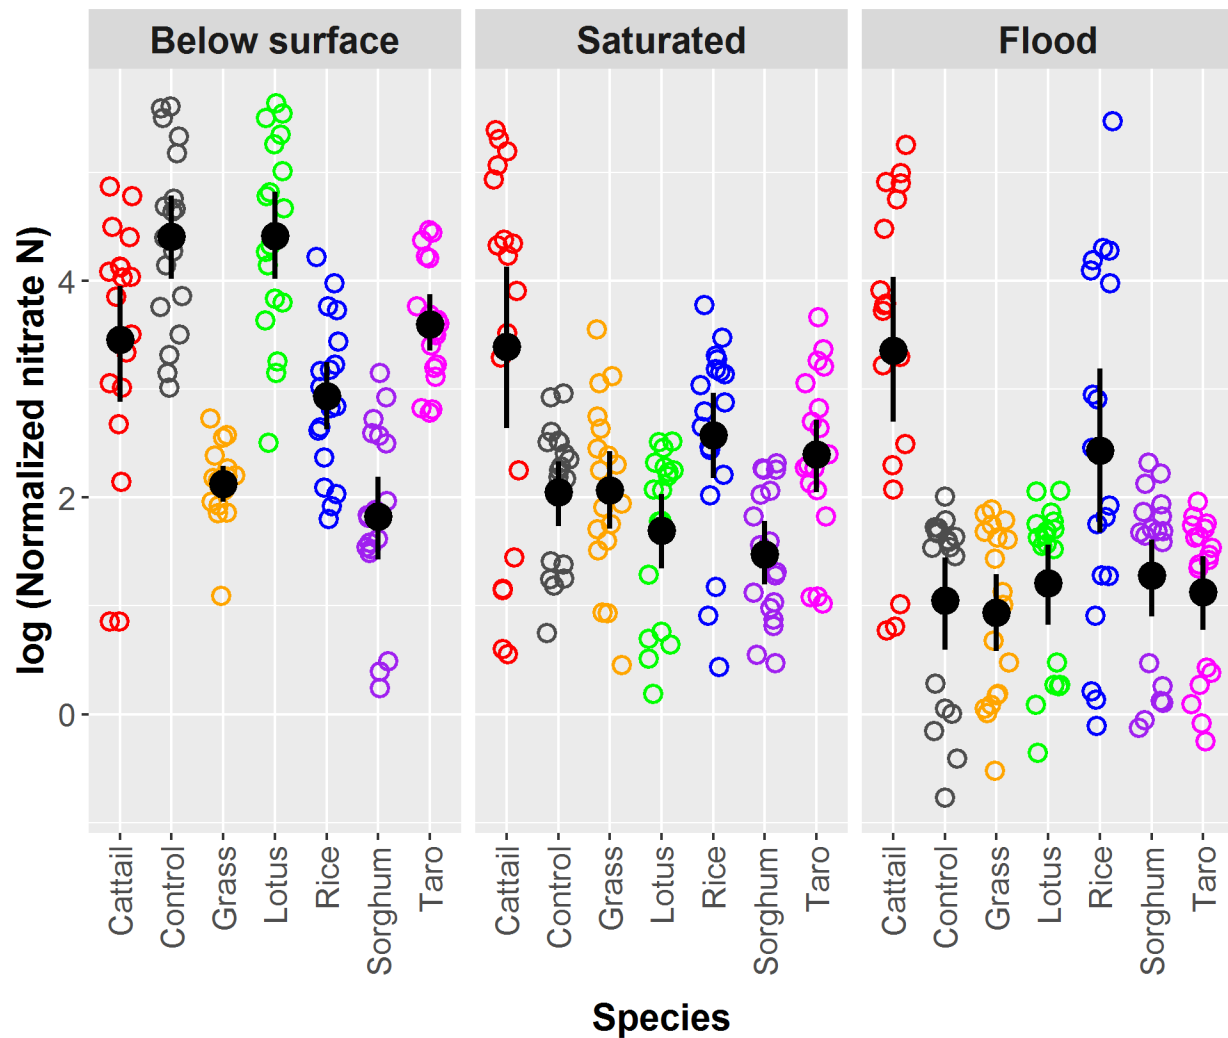 Below surface Saturated Flood
log (Normalized nitrate N)
4
2
0
Cattail Control Grass Lotus Rice Sorghum Taro Cattail Control Grass Lotus Rice Sorghum Taro Cattail Control Grass Lotus Rice Sorghum Taro
Species